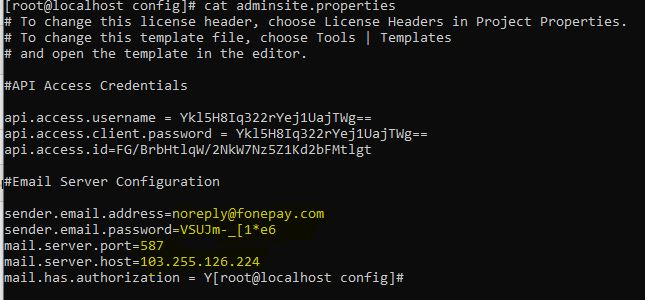 [root@localhost config]# cat adminsite.properties
# To change this license header, choose License Headers in Project Properties.
# To change this template file, choose Tools | Templates
# and open the template in the editor.
#API Access Credentials
api.access.username = Ykl5H8Iq322rYej1UajTWg==
api.access.client.password = Ykl5H8Iq322rYej1UajTWg==
api.access.id=FG/BrbHtlqW/2NkW7Nz5Z1Kd2bFMtlgt
#Email Server Configuration
sender.email.address=noreply@fonepay.com
sender.email.password=VSUJm-_[1*e6
mail.server.port=587
mail.server.host=103.255.126.224
mail.has.authorization = Y[root@localhost config]#